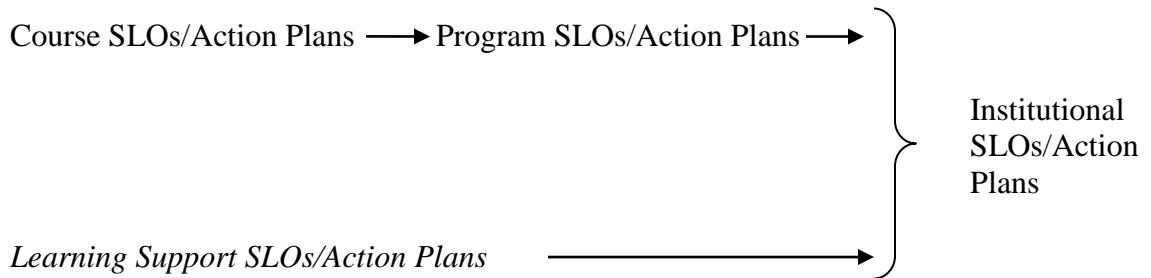 Course SLOs/Action Plans Program SLOs/Action Plans
Institutional
SLOs/Action
Plans
Learning Support SLOs/Action Plans